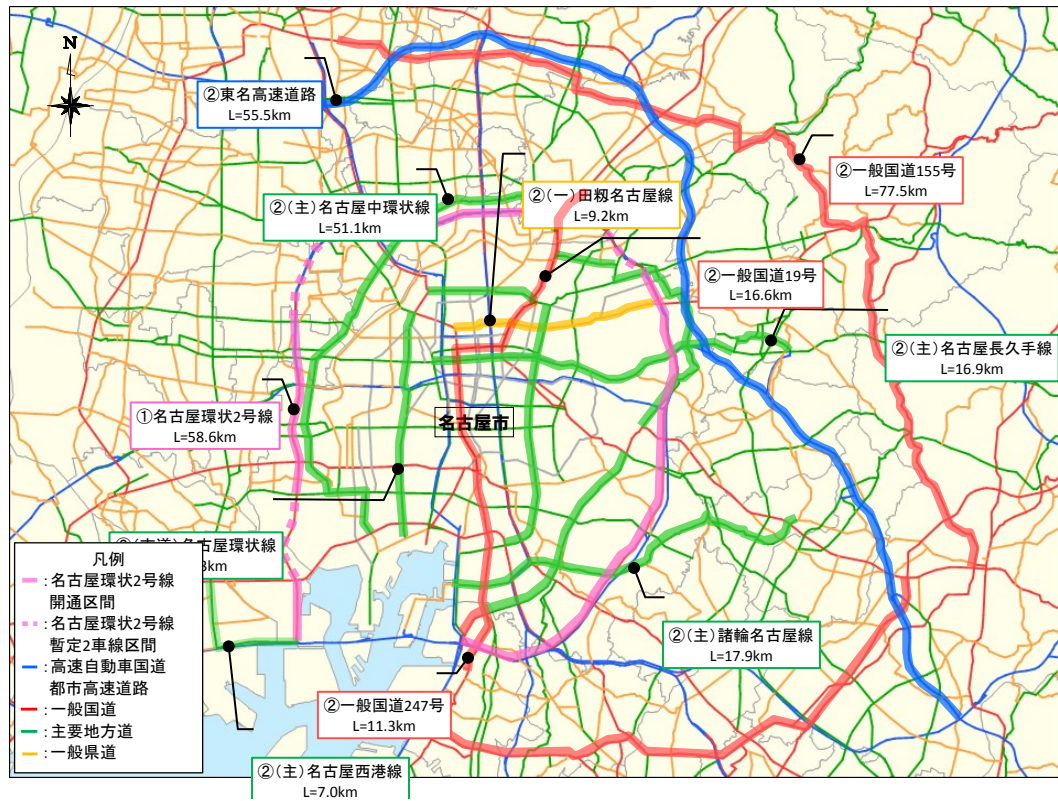 N
②東名高速道路
L=55.5km
②一般国道155号
L=77.5km
②(主)名古屋中環状線
L=51.1km
②(一)田籾名古屋線
L=9.2km
②一般国道19号
L=16.6km
②(主)名古屋長久手線
L=16.9km
①名古屋環状2号線
L=58.6km
名古屋市
名古屋環状線
km
凡例
:名古屋環状2号線
開通区間
:名古屋環状2号線
暫定2車線区間
:高速自動車国道
都市高速道路
:一般国道
:主要地方道
:一般県道
②(主)諸輪名古屋線
L=17.9km
②一般国道247号
L=11.3km
②(主)名古屋西港線
L=7.0km